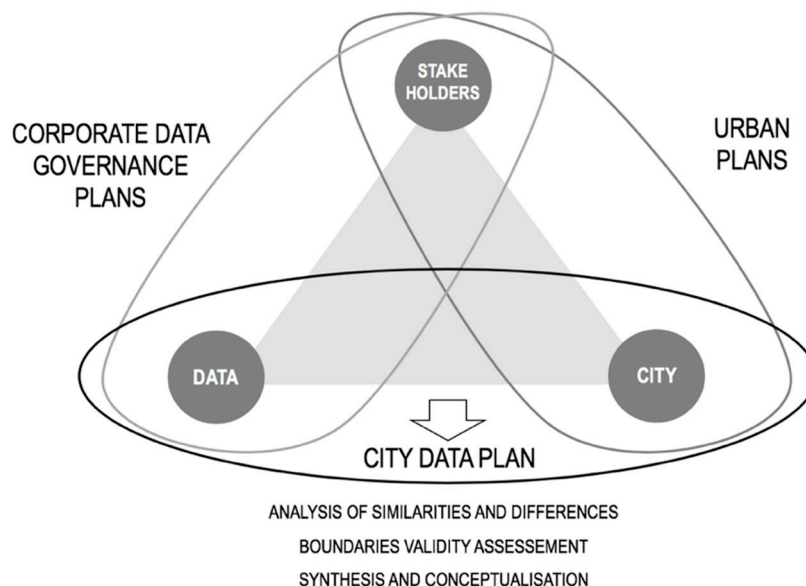 STAKE
HOLDERS
CORPORATE DATA
GOVERNANCE
PLANS
URBAN
PLANS
DATA
CITY
CITY DATA PLAN
ANALYSIS OF SIMILARITIES AND DIFFERENCES
BOUNDARIES VALIDITY ASSESSEMENT
SYNTHESIS AND CONCEPTUALISATION